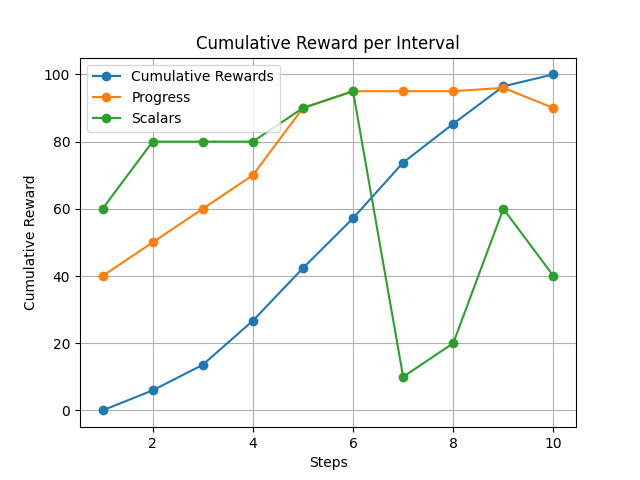 Cumulative Reward per Interval
Cumulative Rewards
Progress
Scalars
100
80
60
40
20
0
Cumulative Reward
2 4 6 8 10
Steps